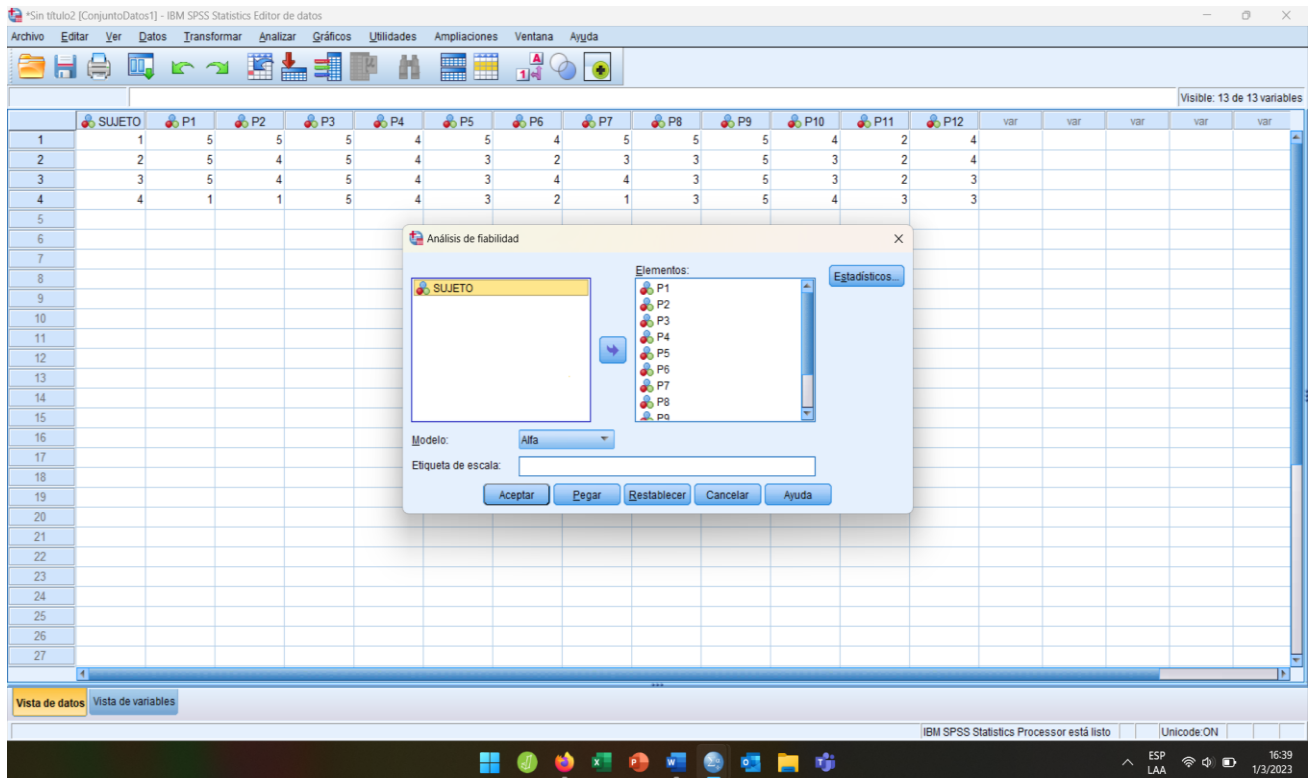 *Sin título2 [ConjuntoDatos1] - IBM SPSS Statistics Editor de datos
Archivo Editar Ver Datos Transformar Analizar Gráficos Utilidades Ampliaciones Ventana Ayuda
Visible: 13 de 13 variables
SUJETO P1 P2 P3 P4 P5 P6 P7 P8 P9 P10 P11 P12 var var var var var
1 1 5 5 5 4 5 4 5 5 5 4 2 4
2 2 5 4 5 4 3 2 3 3 5 3 2 4
3 3 5 4 5 4 3 4 4 3 5 3 2 3
4 4 1 1 5 4 3 2 1 3 5 4 3 3
5
6
7
8
9
10
11
12
13
14
15
16
17
18
19
20
21
22
23
24
25
26
27
Análisis de fiabilidad
Elementos:
Estadísticos...
SUJETO
P1
P2
P3
P4
P5
P6
P7
P8
P9
Modelo: Alfa
Etiqueta de escala:
Aceptar Pegar Restablecer Cancelar Ayuda
Vista de datos Vista de variables
IBM SPSS Statistics Processor está listo Unicode:ON
ESP 16:39
LAA 1/3/2023